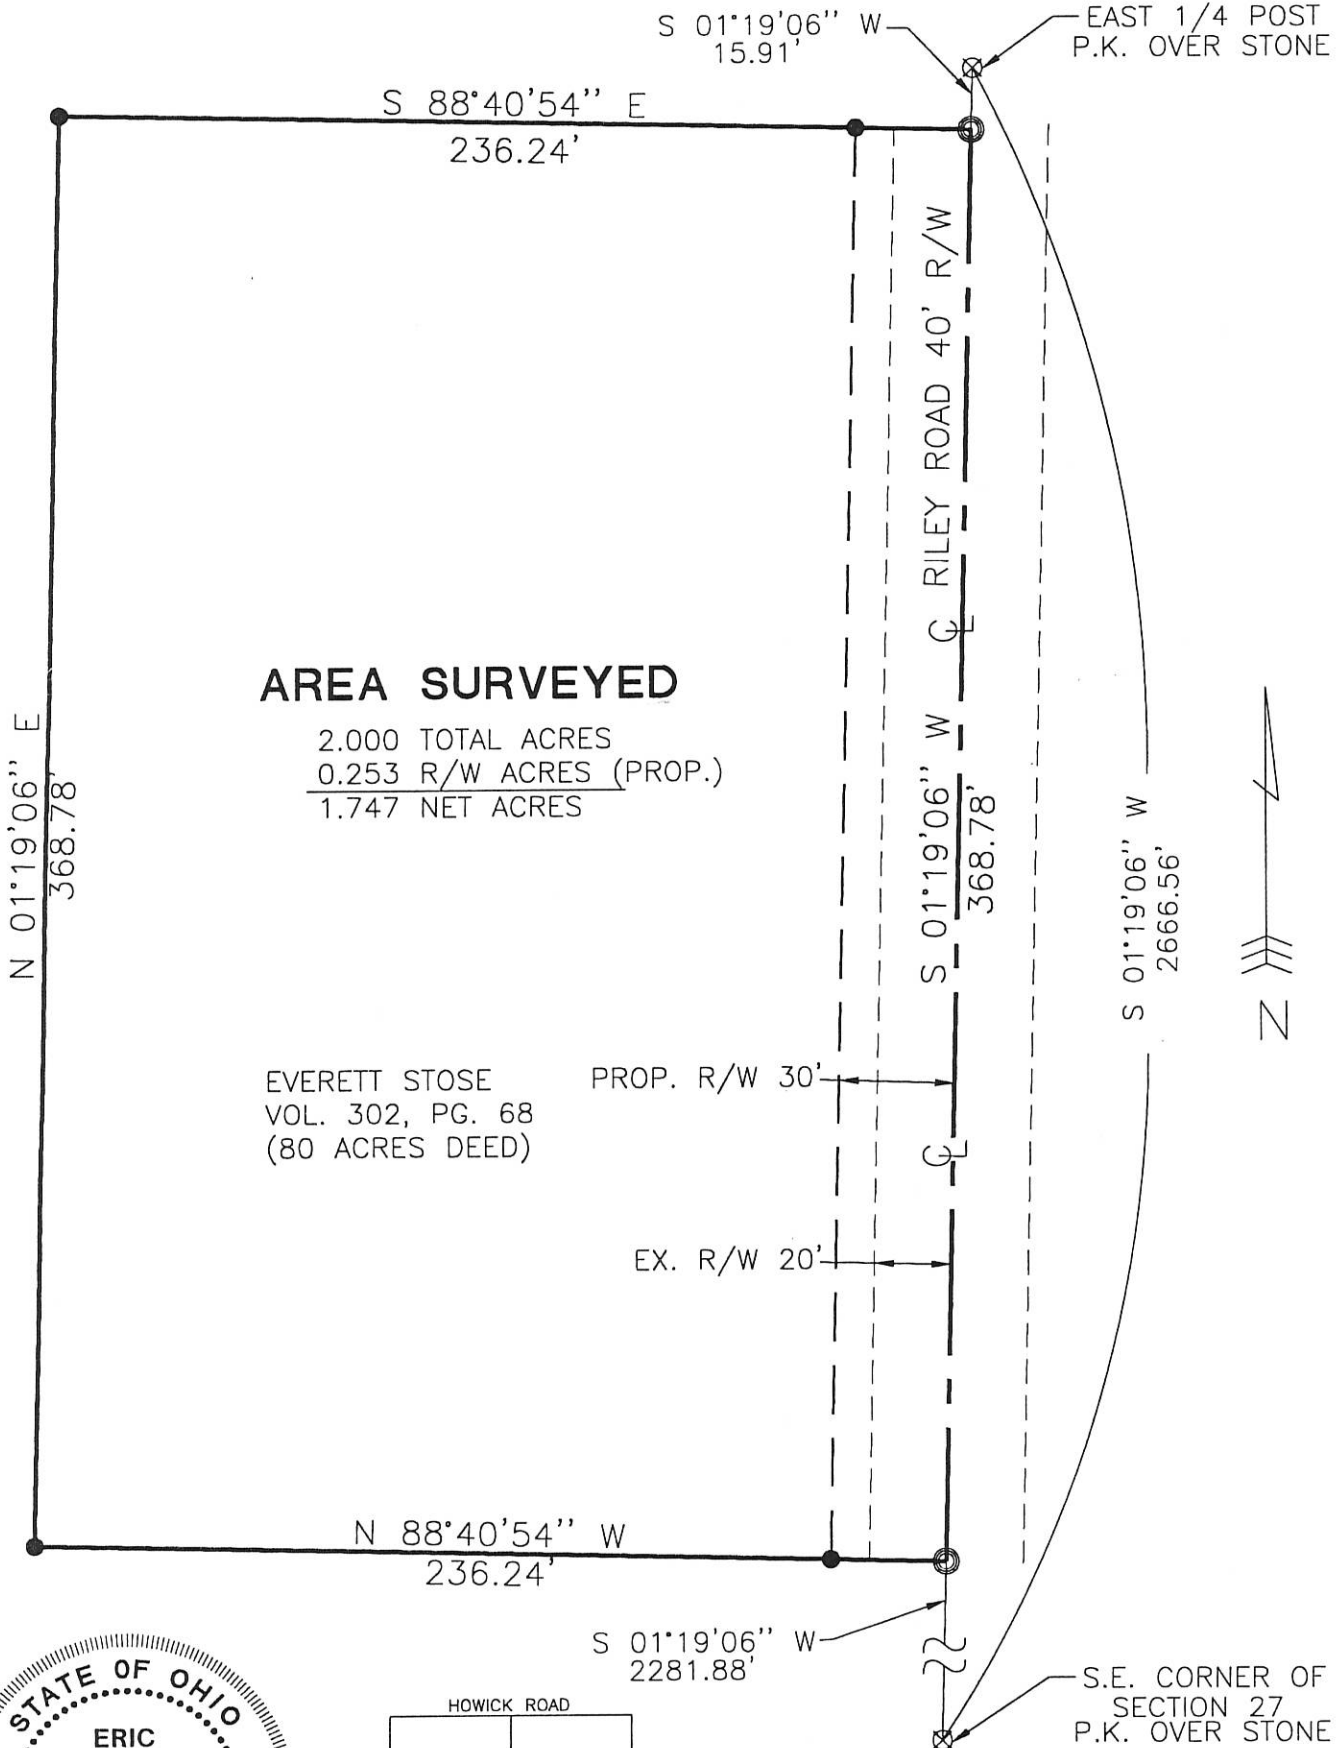 S 01°19'06" W
15.91'
EAST 1/4 POST
P.K. OVER STONE
S 88°40'54" E
236.24'
RILEY ROAD 40' R/W
CL
AREA SURVEYED
2.000 TOTAL ACRES
0.253 R/W ACRES (PROP.)
1.747 NET ACRES
N 01°19'06" E
368.78'
S 01°19'06" W
368.78'
S 01°19'06" W
2666.56'
N
EVERETT STOSE
VOL. 302, PG. 68
(80 ACRES DEED)
PROP. R/W 30'
CL
EX. R/W 20'
N 88°40'54" W
236.24'
S 01°19'06" W
2281.88'
S.E. CORNER OF
SECTION 27
P.K. OVER STONE
STATE OF OHIO
ERIC
HOWICK ROAD